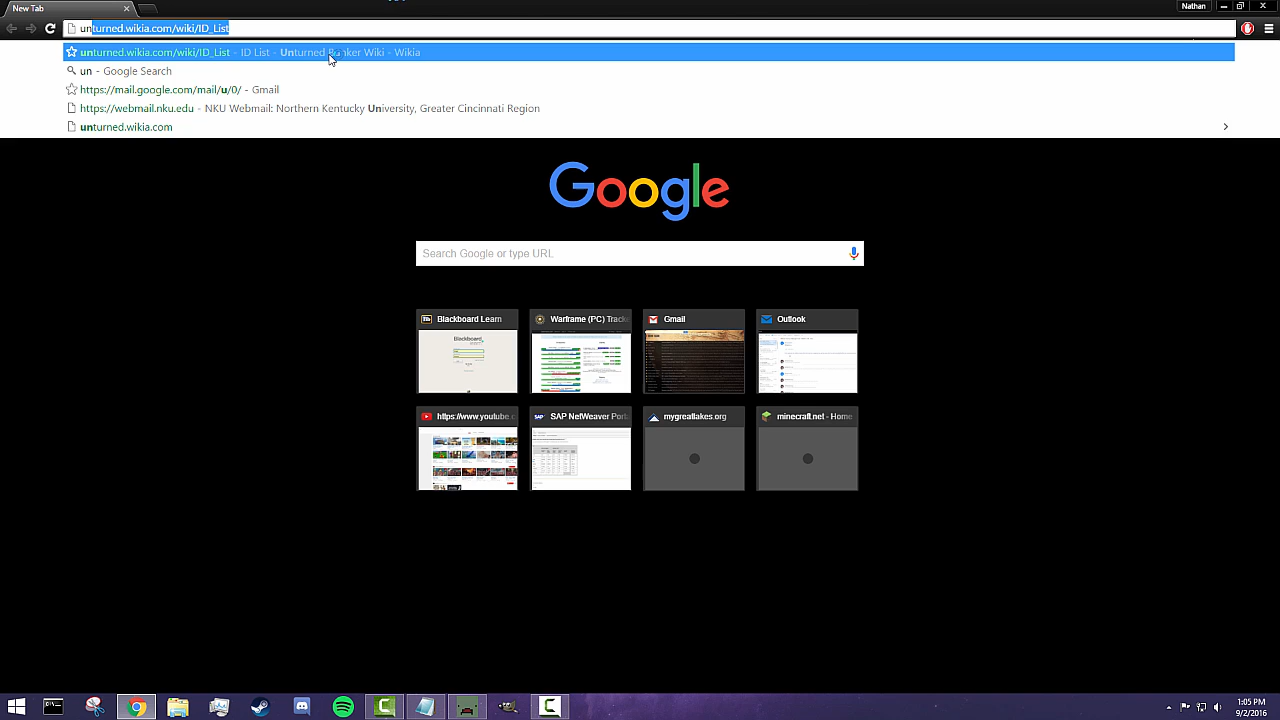 New Tab
Nathan
unturned.wikia.com/wiki/ID_List
unturned.wikia.com/wiki/ID_List - ID List - Unturned Bunker Wiki - Wikia
un - Google Search
https://mail.google.com/mail/u/0/ - Gmail
https://webmail.nku.edu - NKU Webmail: Northern Kentucky University, Greater Cincinnati Region
unturned.wikia.com
Google
Search Google or type URL
Blackboard Learn
Warframe (PC) Track
Gmail
Outlook
Blackboard
https://www.youtube.c
SAP NetWeaver Port
mygreatlakes.org
minecraft.net - Home
1:05 PM
9/2/2016